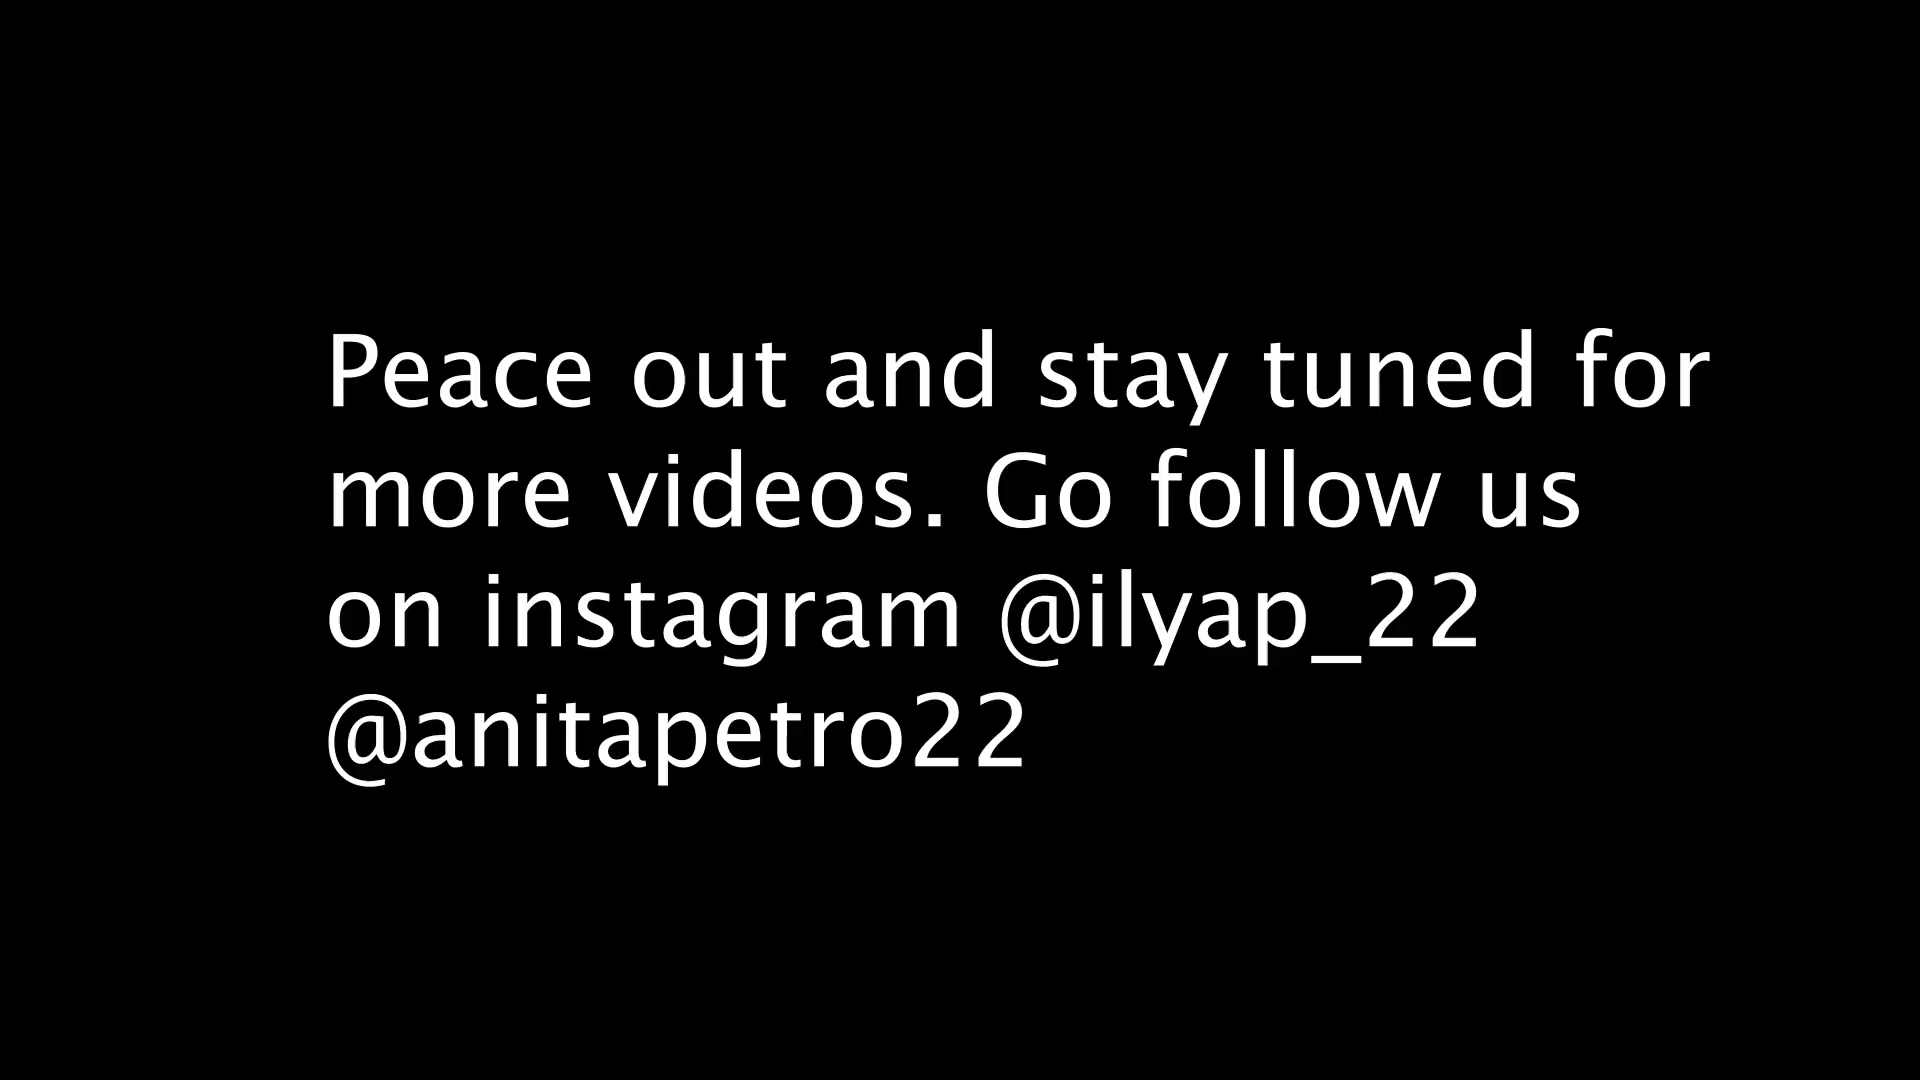 Peace out and stay tuned for
more videos. Go follow us
on instagram @ilyap_22
@anitapetro22